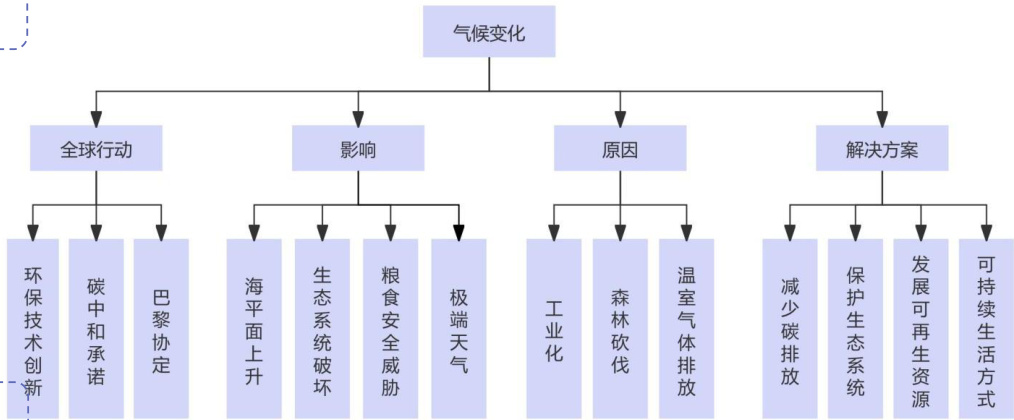 气候变化
全球行动
影响
原因
解决方案
环保技术创新
碳中和承诺
巴黎协定
海平面上升
生态系统破坏
粮食安全威胁
极端天气
工业化
森林砍伐
温室气体排放
减少碳排放
保护生态系统
发展可再生资源
可持续生活方式